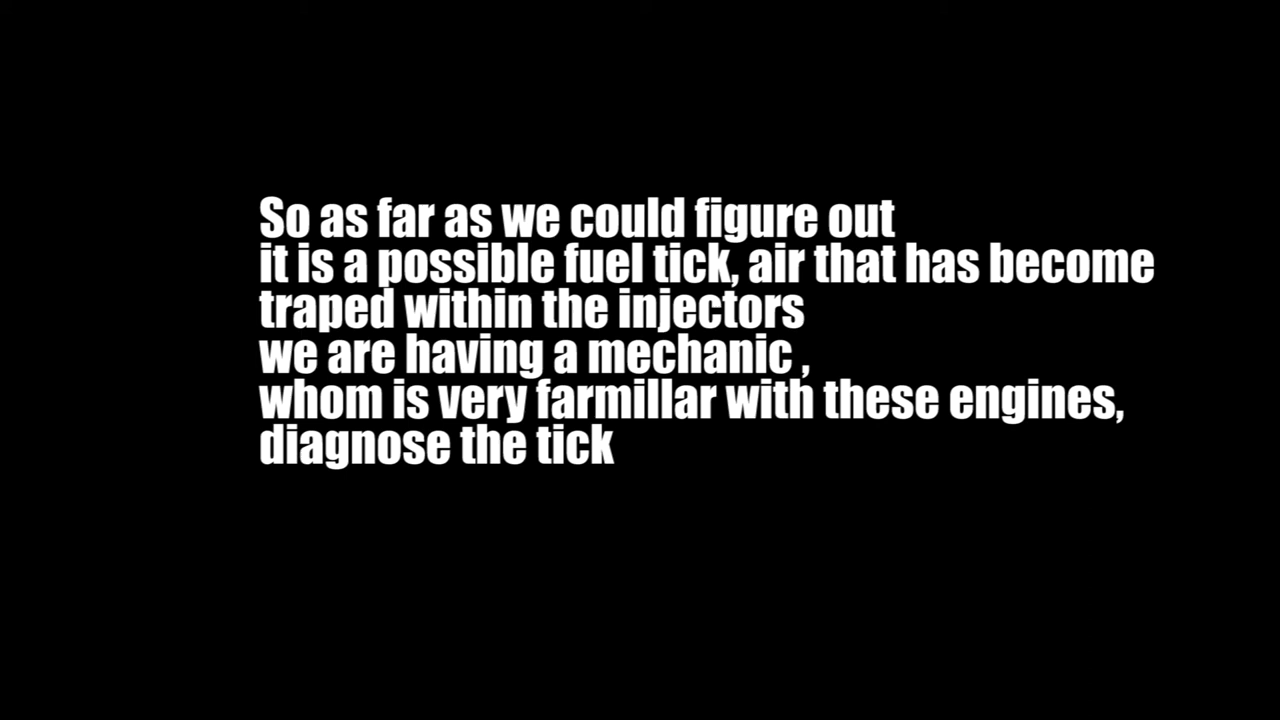 So as far as we could figure out
it is a possible fuel tick, air that has become
traped within the injectors
we are having a mechanic ,
whom is very farmillar with these engines,
diagnose the tick